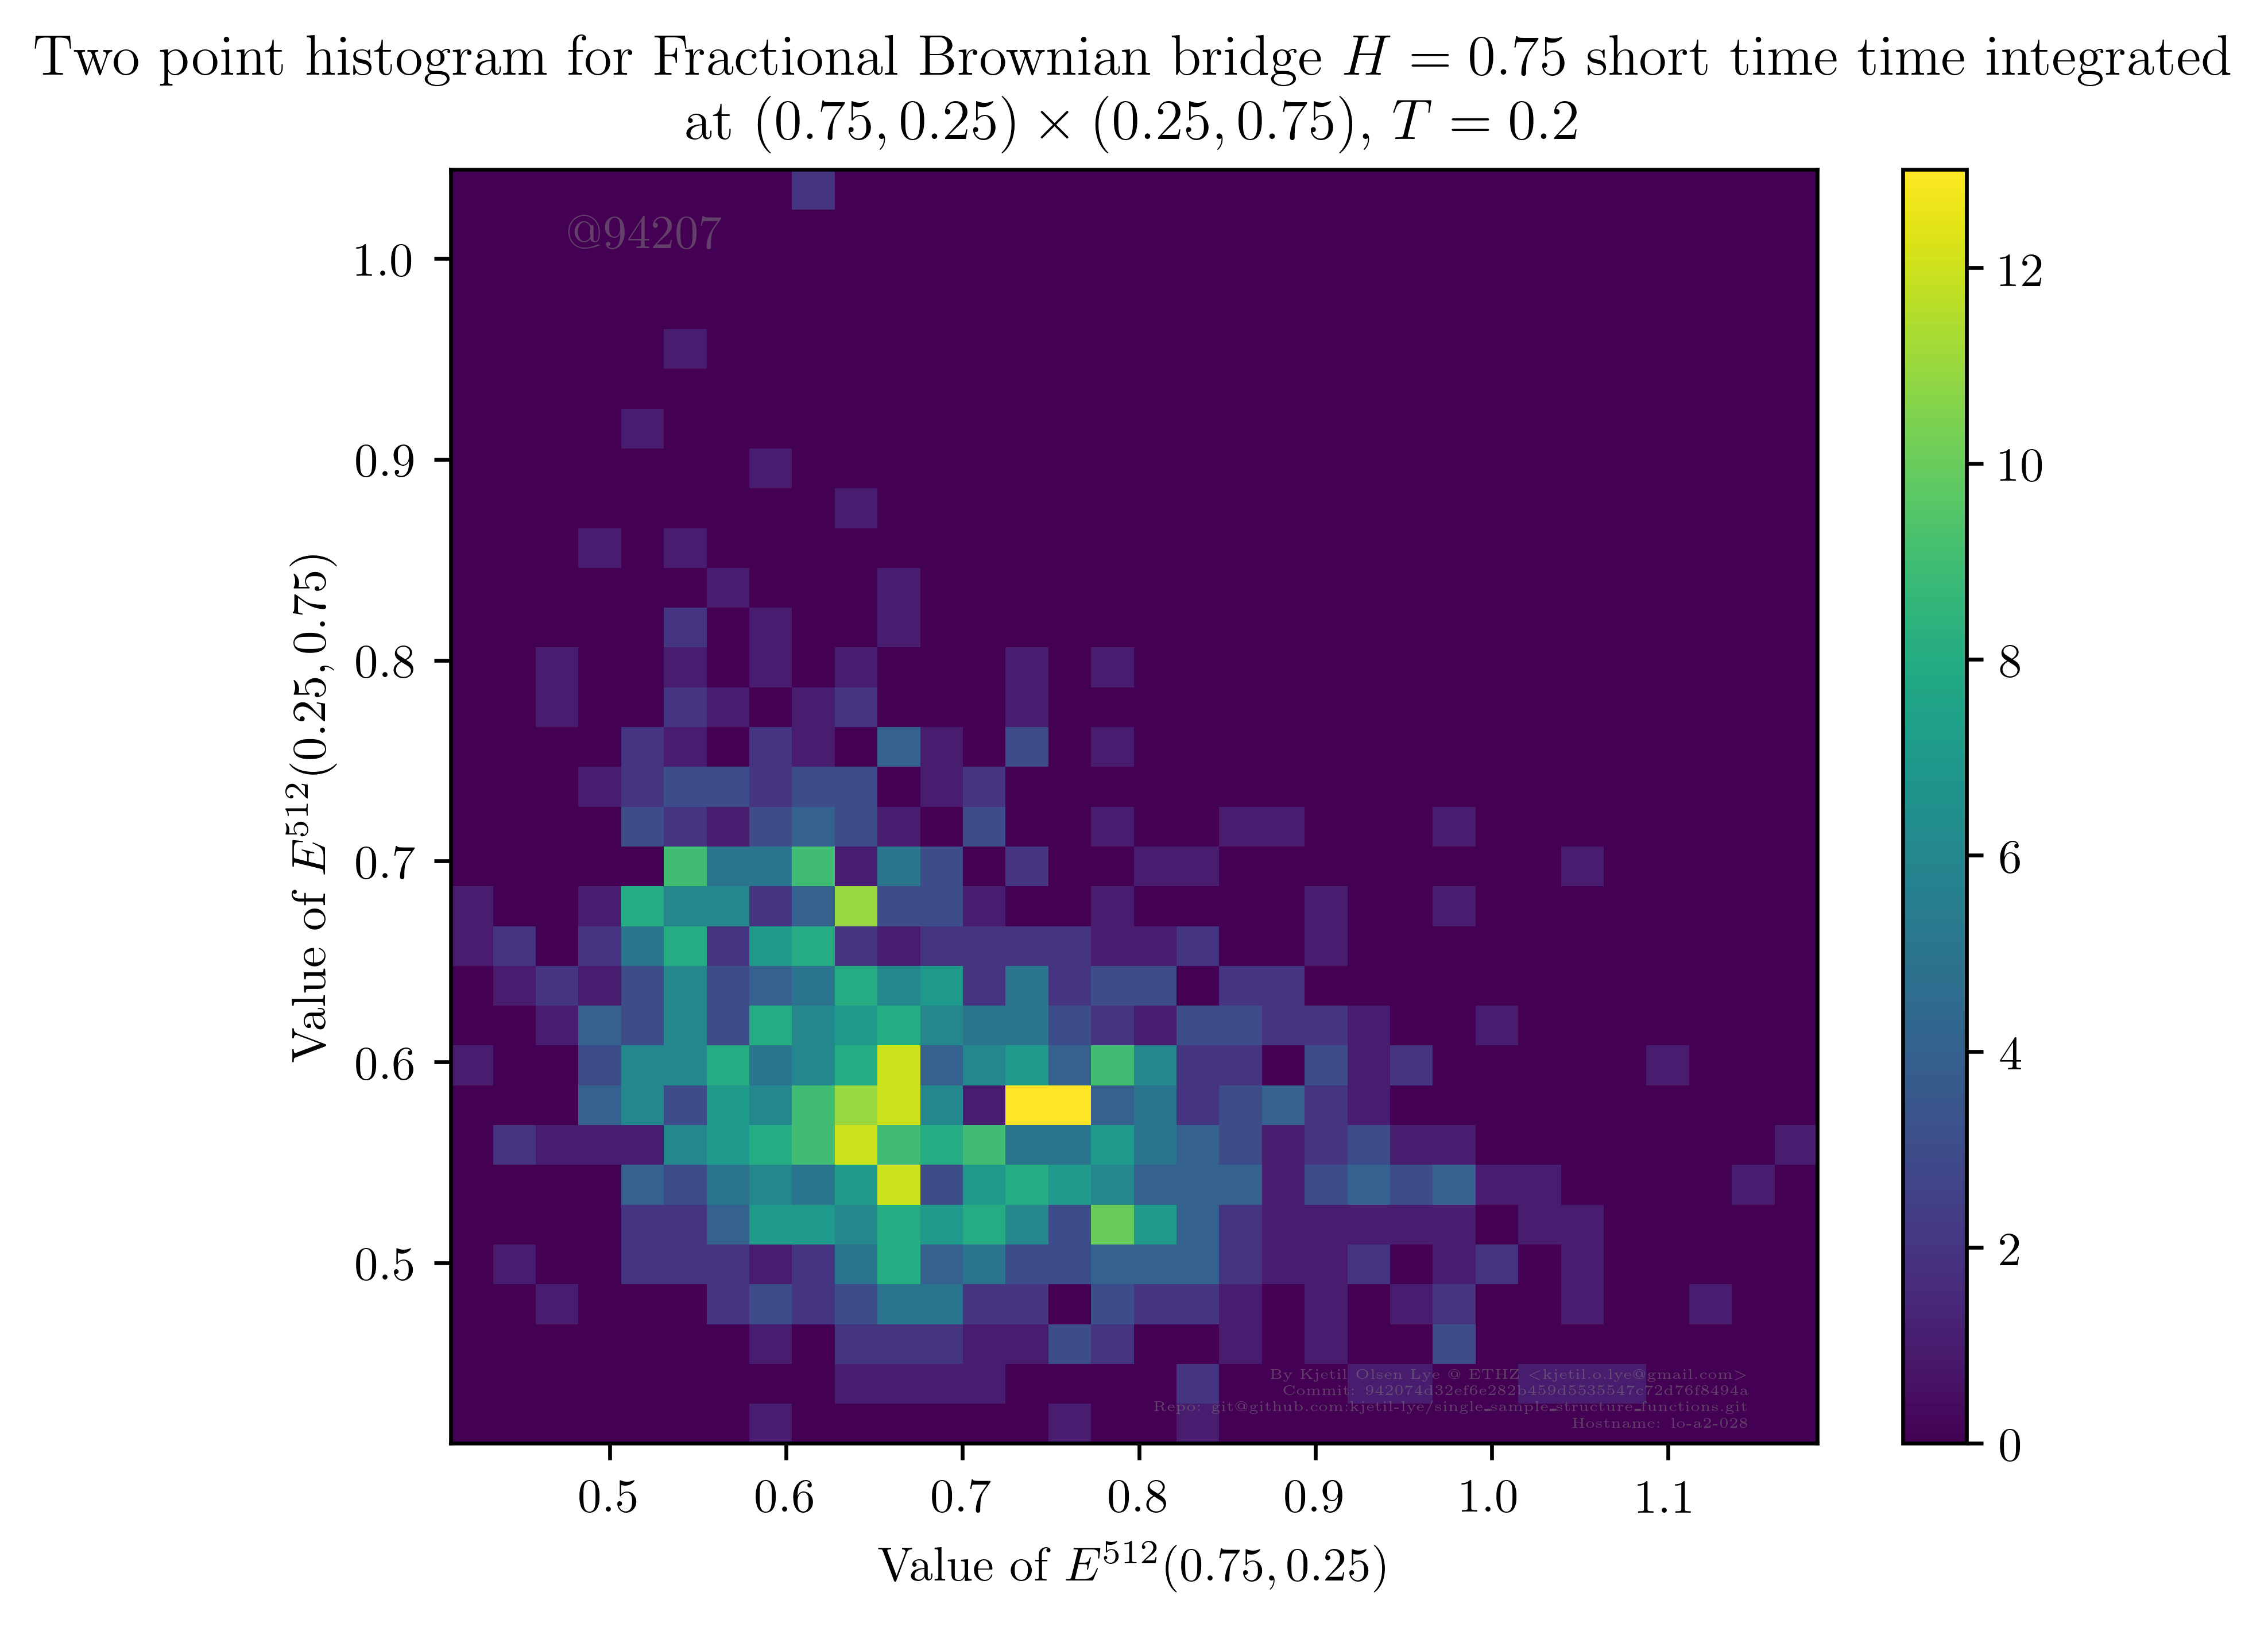 Two point histogram for Fractional Brownian bridge H = 0.75 short time time integrated
at (0.75, 0.25) × (0.25, 0.75), T = 0.2
@94207
1.0
0.9
0.8
0.7
0.6
0.5
Value of E^512(0.25, 0.75)
0.5 0.6 0.7 0.8 0.9 1.0 1.1
Value of E^512(0.75, 0.25)
12
10
8
6
4
2
0
By Kjetil Olsen Lye @ ETHZ <kjetil.o.lye@gmail.com>
Commit: 942074d32ef6e282b459d5535547c72d76f8494a
Repo: git@github.com:kjetil-lye/single_sample_structure_functions.git
Hostname: lo-a2-028